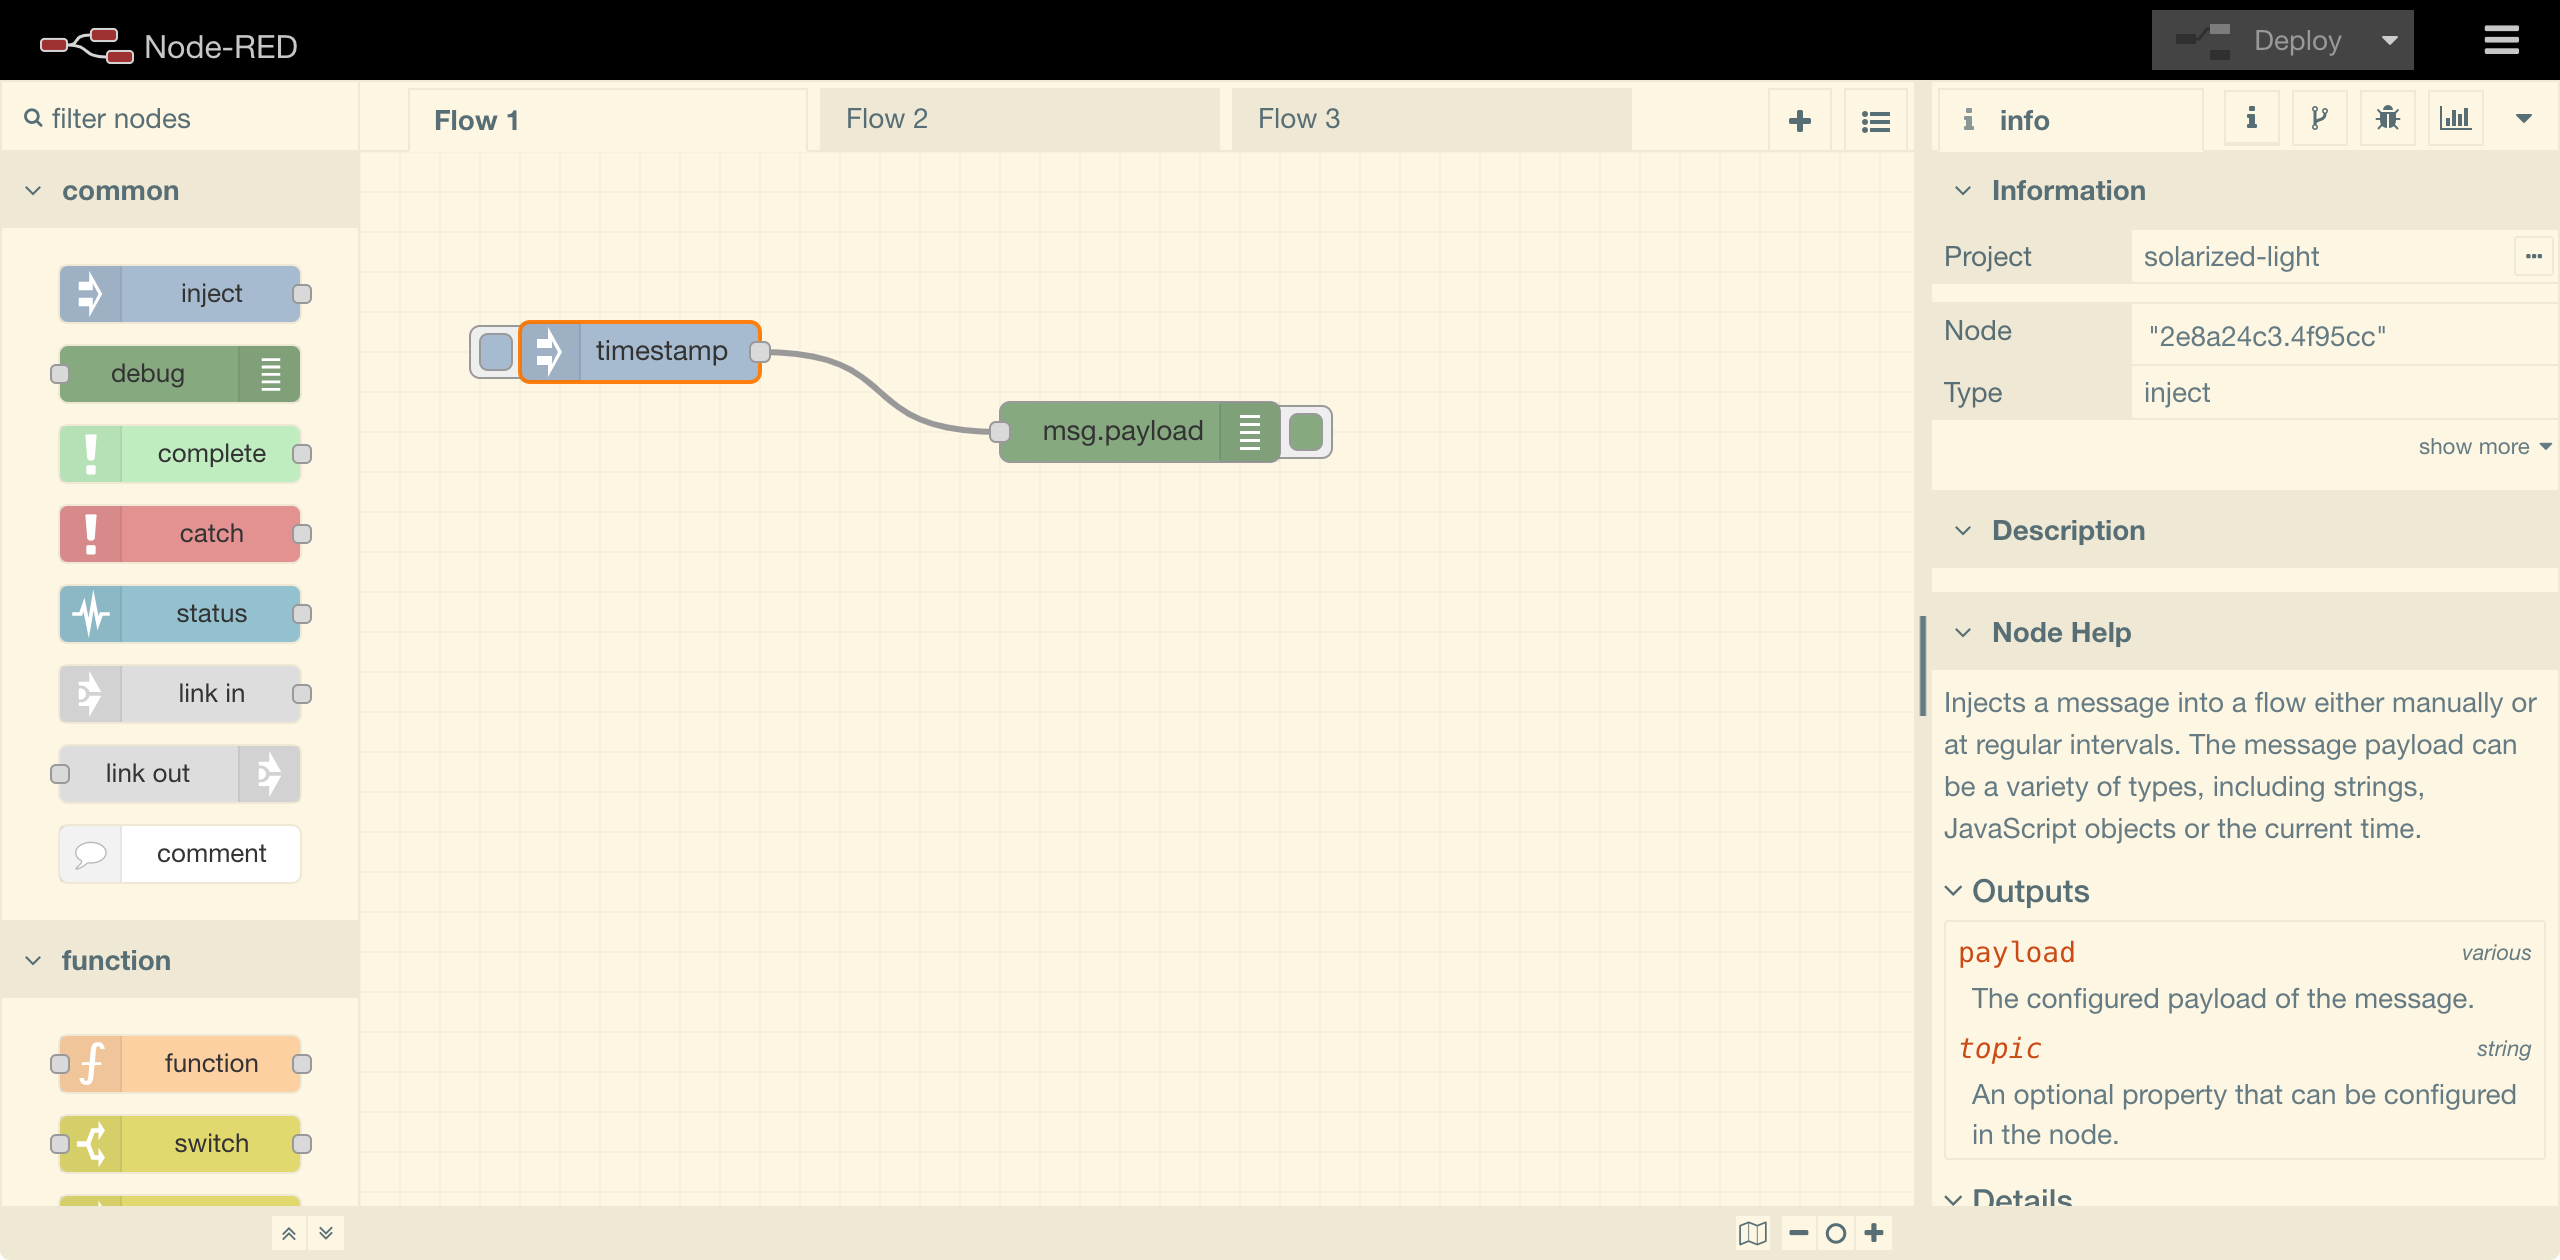 Node-RED
Deploy
filter nodes
Flow 1
Flow 2
Flow 3
info
common
inject
debug
complete
catch
status
link in
link out
comment
function
function
switch
timestamp
msg.payload
Information
Project
solarized-light
Node
"2e8a24c3.4f95cc"
Type
inject
show more
Description
Node Help
Injects a message into a flow either manually or
at regular intervals. The message payload can
be a variety of types, including strings,
JavaScript objects or the current time.
Outputs
payload
various
The configured payload of the message.
topic
string
An optional property that can be configured
in the node.
Details